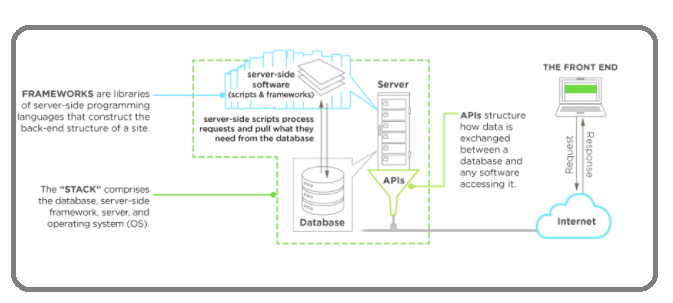 FRAMEWORKS are libraries
of server-side programming
languages that construct the
back-end structure of a site.
server-side
software
(scripts & frameworks)
server-side scripts process
requests and pull what they
need from the database
Server
THE FRONT END
APIs structure
how data is
exchanged
between a
database and
any software
accessing it.
Request
Response
The “STACK” comprises
the database, server-side
framework, server, and
operating system (OS).
APIs
Database
Internet